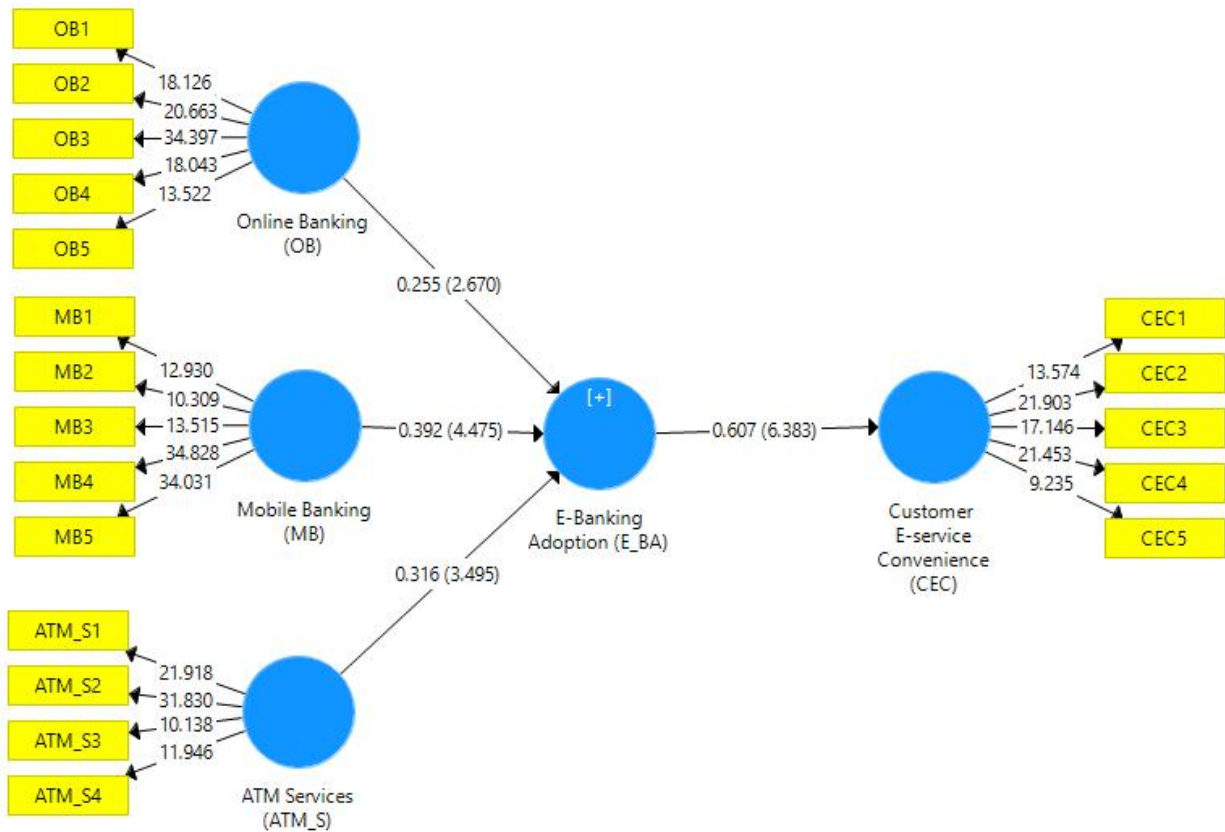 OB1
OB2
OB3
OB4
OB5
18.126
20.663
34.397
18.043
13.522
Online Banking
(OB)
0.255 (2.670)
MB1
MB2
MB3
MB4
MB5
12.930
10.309
13.515
34.828
34.031
Mobile Banking
(MB)
0.392 (4.475)
[+]
E-Banking
Adoption (E_BA)
0.607 (6.383)
Customer
E-service
Convenience
(CEC)
13.574
21.903
17.146
21.453
9.235
CEC1
CEC2
CEC3
CEC4
CEC5
0.316 (3.495)
ATM_S1
ATM_S2
ATM_S3
ATM_S4
21.918
31.830
10.138
11.946
ATM Services
(ATM_S)